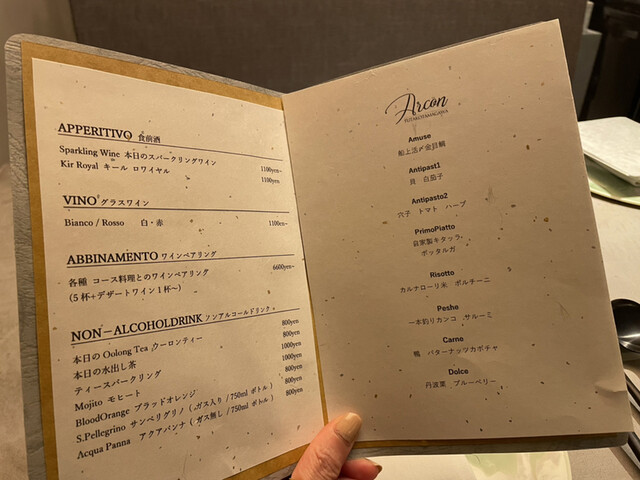 APPERITIVO 食前酒
Sparkling Wine 本日のスパークリングワイン 1100yen~
Kir Royal キール ロワイヤル 1100yen
VINO グラスワイン
Bianco / Rosso 白・赤 1100en~
ABBINAMENTO ワインペアリング
各種 コース料理とのワインペアリング 6600yen~
(5杯+デザートワイン1杯~)
NON-ALCOHOLDRINK ノンアルコールドリンク
本日の Oolong Tea ウーロンティー 800yen
本日の水出し茶 800yen
ティースパークリング 1000yen
Mojito モヒート 1000yen
BloodOrange ブラッドオレンジ 800yen
S.Pellegrino サンペリグリノ (ガス入り / 750ml ボトル) 800yen
Acqua Panna アクアパンナ (ガス無し / 750ml ボトル) 800yen
Arcon
FUTAKOTAMAGAWA
Amuse
船上活〆金目鯛
Antipast1
貝 白茄子
Antipasto2
穴子 トマト ハーブ
PrimoPiatto
自家製キタッラ
ボッタルガ
Risotto
カルナローリ米 ポルチーニ
Peshe
一本釣りカンコ サルーミ
Carne
鴨 バターナッツカボチャ
Dolce
丹波栗 ブルーベリー